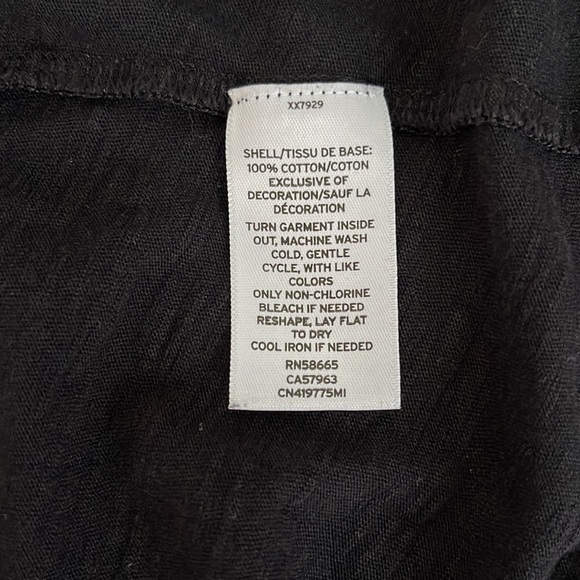 XX7929
SHELL/TISSU DE BASE:
100% COTTON/COTON
EXCLUSIVE OF
DECORATION/SAUF LA
DÉCORATION
TURN GARMENT INSIDE
OUT, MACHINE WASH
COLD, GENTLE
CYCLE, WITH LIKE
COLORS
ONLY NON-CHLORINE
BLEACH IF NEEDED
RESHAPE, LAY FLAT
TO DRY
COOL IRON IF NEEDED
RN58665
CA57963
CN419775MI